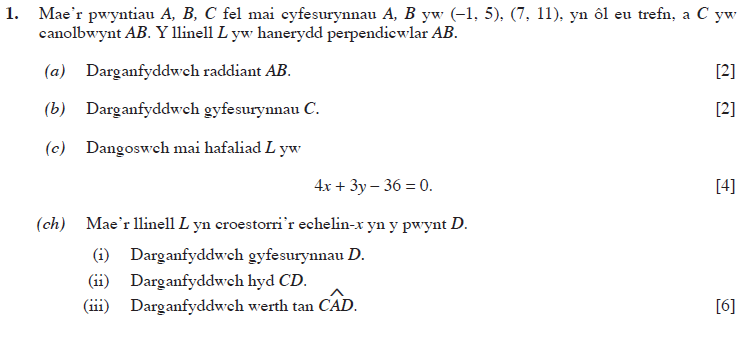 1. Mae'r pwyntiau A, B, C fel mai cyfesurynnau A, B yw (–1, 5), (7, 11), yn ôl eu trefn, a C yw
canolbwynt AB. Y llinell L yw hanerydd perpendicwlar AB.
(a) Darganfyddwch raddiant AB. [2]
(b) Darganfyddwch gyfesurynnau C. [2]
(c) Dangoswch mai hafaliad L yw
4x + 3y – 36 = 0. [4]
(ch) Mae'r llinell L yn croestorri'r echelin-x yn y pwynt D.
(i) Darganfyddwch gyfesurynnau D.
(ii) Darganfyddwch hyd CD.
(iii) Darganfyddwch werth tan CÂD. [6]